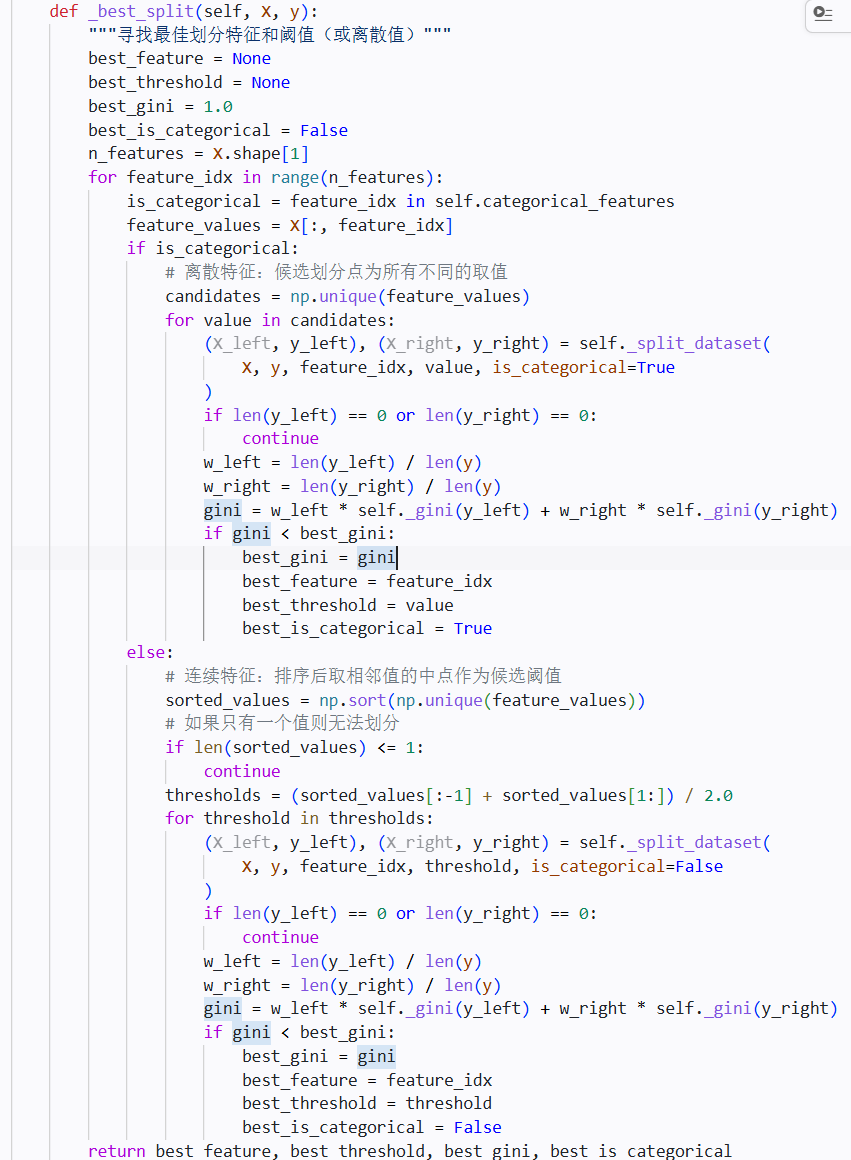 def _best_split(self, X, y):
    """寻找最佳划分特征和阈值（或离散值）"""
    best_feature = None
    best_threshold = None
    best_gini = 1.0
    best_is_categorical = False
    n_features = X.shape[1]
    for feature_idx in range(n_features):
        is_categorical = feature_idx in self.categorical_features
        feature_values = X[:, feature_idx]
        if is_categorical:
            # 离散特征：候选划分点为所有不同的取值
            candidates = np.unique(feature_values)
            for value in candidates:
                (X_left, y_left), (X_right, y_right) = self._split_dataset(
                    X, y, feature_idx, value, is_categorical=True
                )
                if len(y_left) == 0 or len(y_right) == 0:
                    continue
                w_left = len(y_left) / len(y)
                w_right = len(y_right) / len(y)
                gini = w_left * self._gini(y_left) + w_right * self._gini(y_right)
                if gini < best_gini:
                    best_gini = gini
                    best_feature = feature_idx
                    best_threshold = value
                    best_is_categorical = True
        else:
            # 连续特征：排序后取相邻值的中点作为候选阈值
            sorted_values = np.sort(np.unique(feature_values))
            # 如果只有一个值则无法划分
            if len(sorted_values) <= 1:
                continue
            thresholds = (sorted_values[:-1] + sorted_values[1:]) / 2.0
            for threshold in thresholds:
                (X_left, y_left), (X_right, y_right) = self._split_dataset(
                    X, y, feature_idx, threshold, is_categorical=False
                )
                if len(y_left) == 0 or len(y_right) == 0:
                    continue
                w_left = len(y_left) / len(y)
                w_right = len(y_right) / len(y)
                gini = w_left * self._gini(y_left) + w_right * self._gini(y_right)
                if gini < best_gini:
                    best_gini = gini
                    best_feature = feature_idx
                    best_threshold = threshold
                    best_is_categorical = False
    return best_feature, best_threshold, best_gini, best_is_categorical